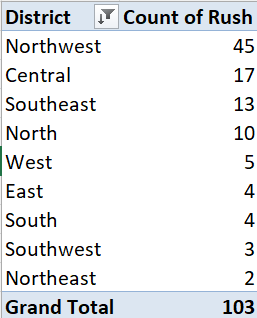 District Count of Rush
Northwest 45
Central 17
Southeast 13
North 10
West 5
East 4
South 4
Southwest 3
Northeast 2
Grand Total 103